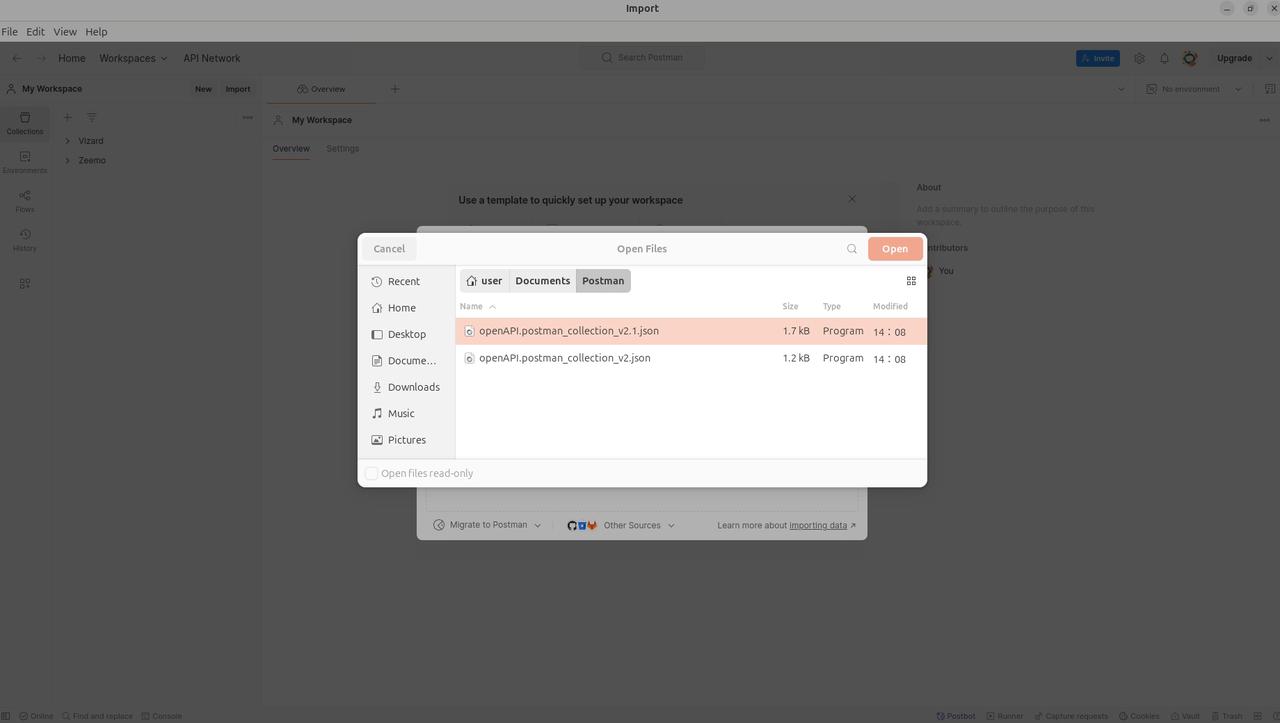 Import
File Edit View Help
Home Workspaces API Network Search Postman Invite Upgrade
My Workspace New Import Overview No environment
Collections
Environments
Flows
History
Vizard
Zeemo
My Workspace
Overview Settings
Use a template to quickly set up your workspace
About
Add a summary to outline the purpose of this
workspace.
ontributors
You
Cancel Open Files Open
Recent
Home
Desktop
Docume…
Downloads
Music
Pictures
user Documents Postman
Name Size Type Modified
openAPI.postman_collection_v2.1.json 1.7 kB Program 14：08
openAPI.postman_collection_v2.json 1.2 kB Program 14：08
Open files read-only
Migrate to Postman Other Sources Learn more about importing data ↗
Online Find and replace Console Postbot Runner Capture requests Cookies Vault Trash